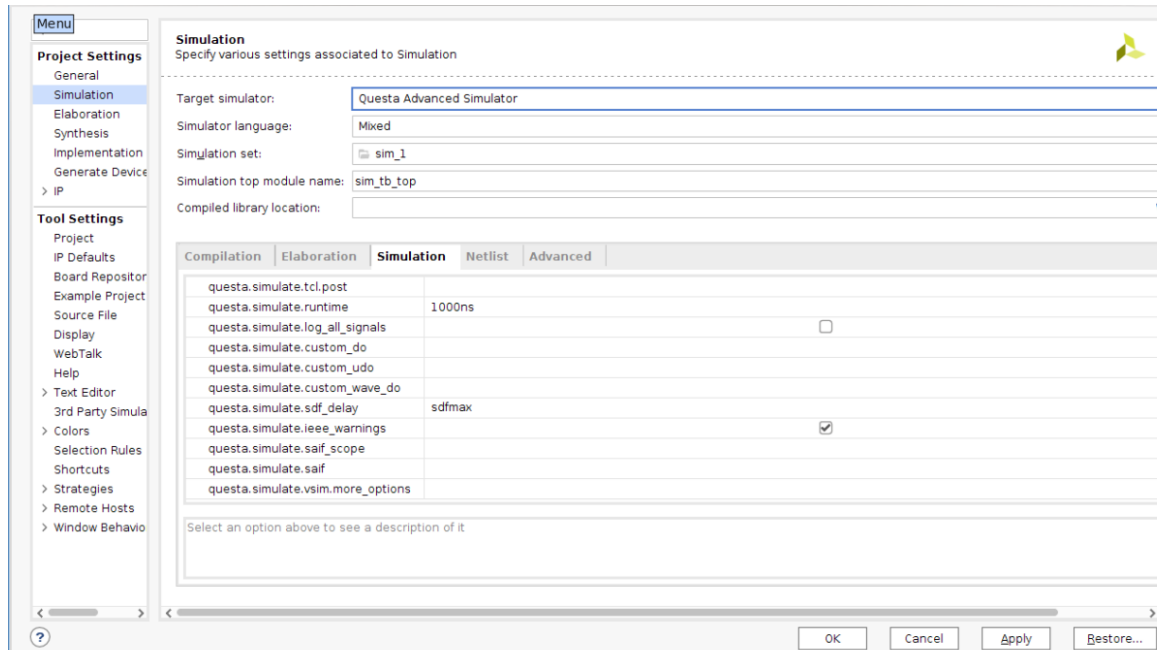 Menu
Project Settings
General
Simulation
Elaboration
Synthesis
Implementation
Generate Device
> IP
Tool Settings
Project
IP Defaults
Board Repositor
Example Project
Source File
Display
WebTalk
Help
> Text Editor
3rd Party Simula
> Colors
Selection Rules
Shortcuts
> Strategies
> Remote Hosts
> Window Behavio
Simulation
Specify various settings associated to Simulation
Target simulator: Questa Advanced Simulator
Simulator language: Mixed
Simulation set: sim_1
Simulation top module name: sim_tb_top
Compiled library location:
Compilation Elaboration Simulation Netlist Advanced
questa.simulate.tcl.post
questa.simulate.runtime 1000ns
questa.simulate.log_all_signals
questa.simulate.custom_do
questa.simulate.custom_udo
questa.simulate.custom_wave_do
questa.simulate.sdf_delay sdfmax
questa.simulate.ieee_warnings
questa.simulate.saif_scope
questa.simulate.saif
questa.simulate.vsim.more_options
Select an option above to see a description of it
? OK Cancel Apply Restore...